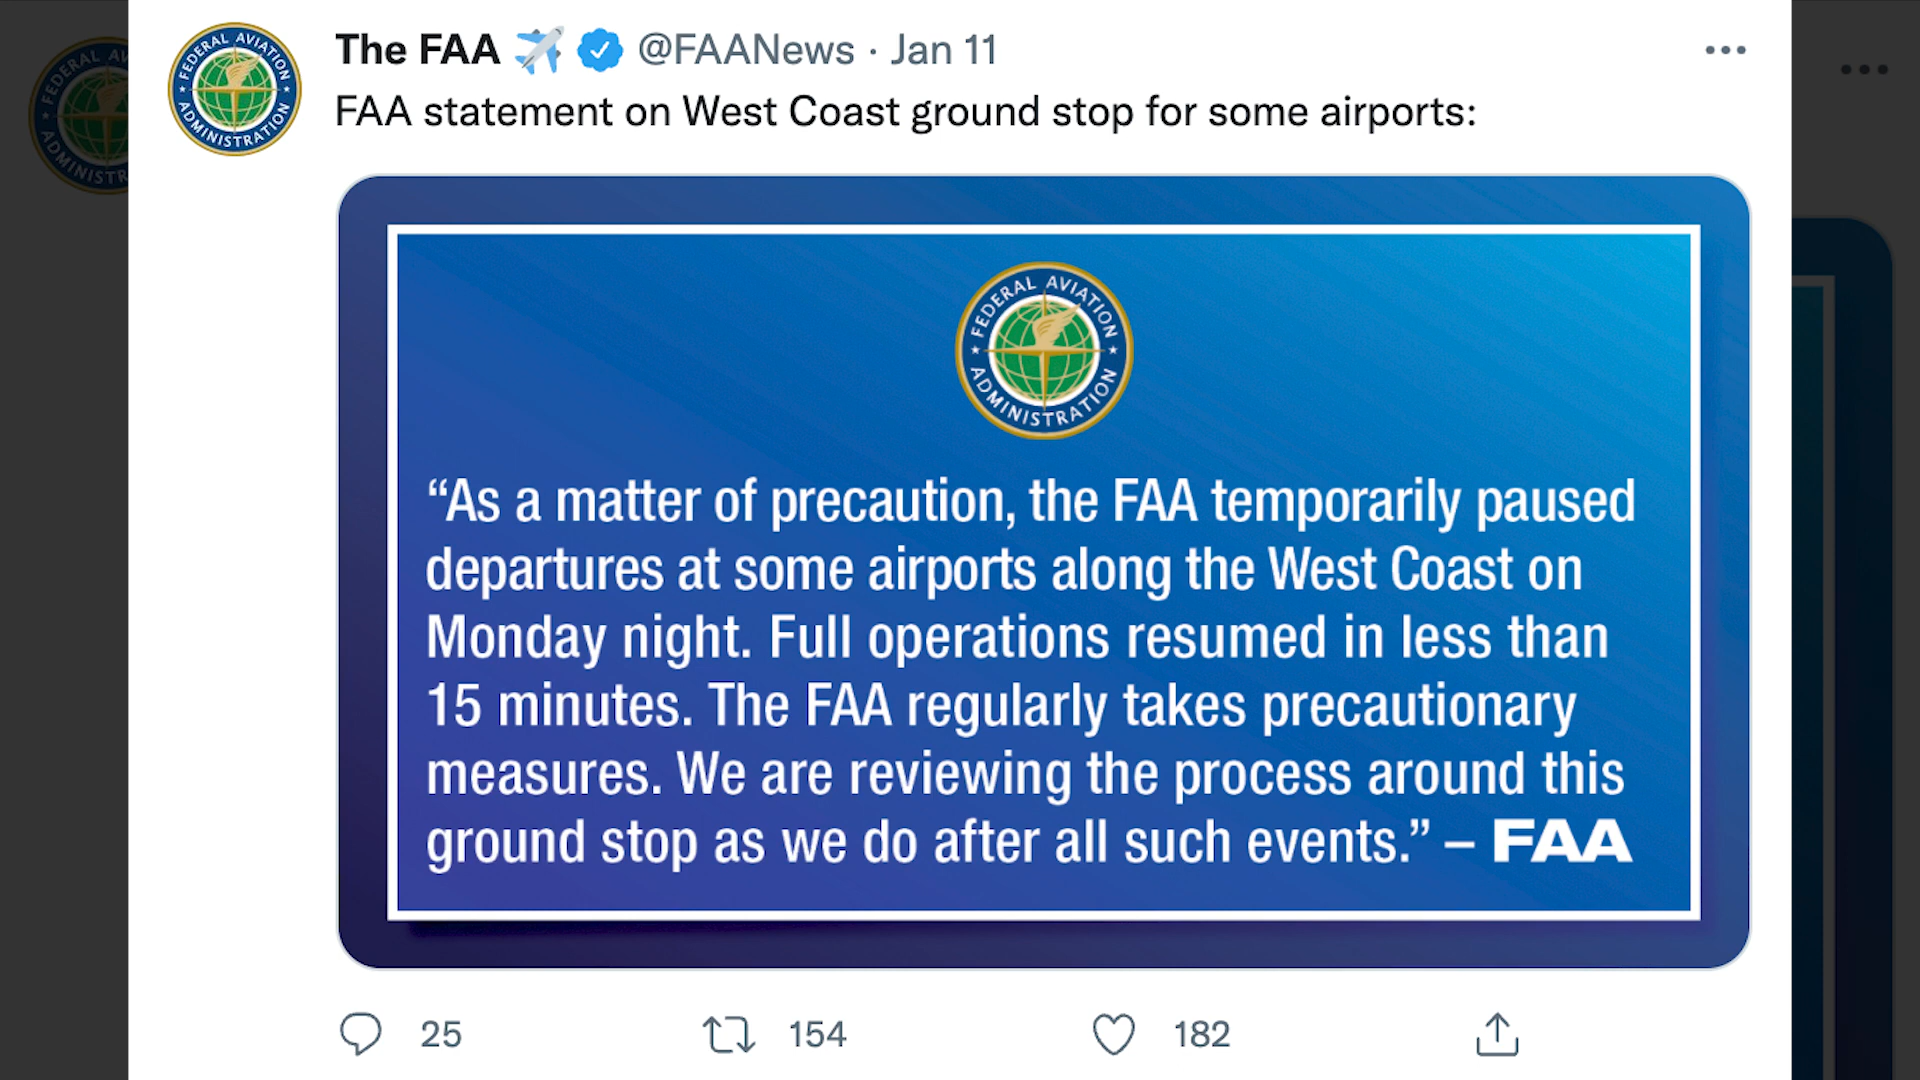 The FAA @FAANews · Jan 11
FEDERAL AVIATION ADMINISTRATION
FAA statement on West Coast ground stop for some airports:
FEDERAL AVIATION ADMINISTRATION
“As a matter of precaution, the FAA temporarily paused
departures at some airports along the West Coast on
Monday night. Full operations resumed in less than
15 minutes. The FAA regularly takes precautionary
measures. We are reviewing the process around this
ground stop as we do after all such events.” – FAA
25 154 182